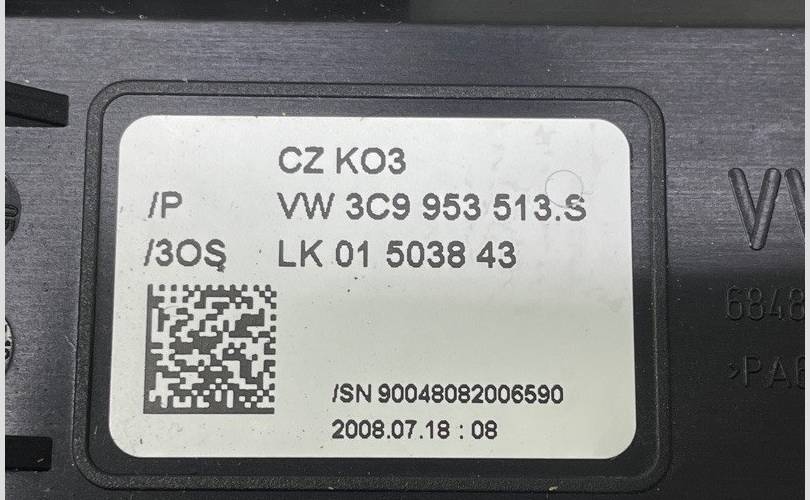 CZ KO3
/P VW 3C9 953 513.S
/3OŞ LK 01 5038 43
/SN 90048082006590
2008.07.18 : 08